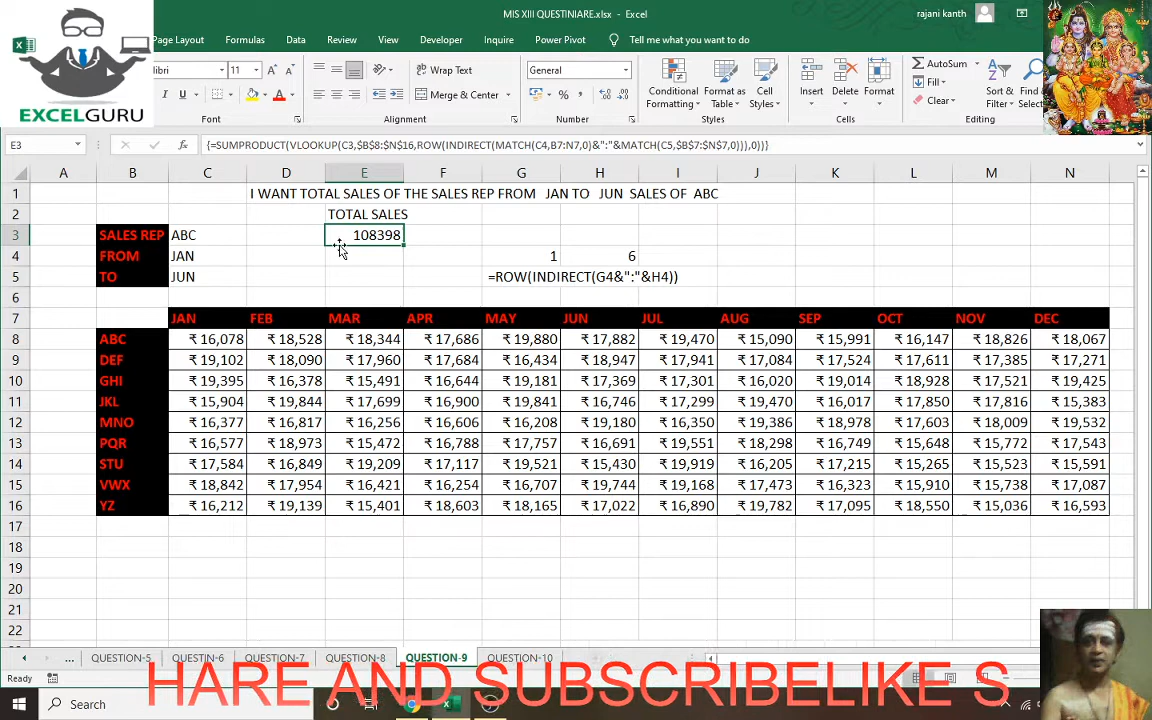 MIS XIII QUESTINIARE.xlsx - Excel
rajani kanth
Page Layout Formulas Data Review View Developer Inquire Power Pivot Tell me what you want to do
EXCELGURU
11 Wrap Text General AutoSum
Merge & Center Conditional Formatting Format as Table Cell Styles Insert Delete Format Fill Clear Sort & Filter
Font Alignment Number Styles Cells Editing
E3 {=SUMPRODUCT(VLOOKUP(C3,$B$8:$N$16,ROW(INDIRECT(MATCH(C4,B7:N7,0)&":"&MATCH(C5,$B$7:$N$7,0))),0))}
A B C D E F G H I J K L M N
1 I WANT TOTAL SALES OF THE SALES REP FROM JAN TO JUN SALES OF ABC
2 TOTAL SALES
3 SALES REP ABC 108398
4 FROM JAN 1 6
5 TO JUN =ROW(INDIRECT(G4&":"&H4))
6
7 JAN FEB MAR APR MAY JUN JUL AUG SEP OCT NOV DEC
8 ABC ₹ 16,078 ₹ 18,528 ₹ 18,344 ₹ 17,686 ₹ 19,880 ₹ 17,882 ₹ 19,470 ₹ 15,090 ₹ 15,991 ₹ 16,147 ₹ 18,826 ₹ 18,067
9 DEF ₹ 19,102 ₹ 18,090 ₹ 17,960 ₹ 17,684 ₹ 16,434 ₹ 18,947 ₹ 17,941 ₹ 17,084 ₹ 17,524 ₹ 17,611 ₹ 17,385 ₹ 17,271
10 GHI ₹ 19,395 ₹ 16,378 ₹ 15,491 ₹ 16,644 ₹ 19,181 ₹ 17,369 ₹ 17,301 ₹ 16,020 ₹ 19,014 ₹ 18,928 ₹ 17,521 ₹ 19,425
11 JKL ₹ 15,904 ₹ 19,844 ₹ 17,699 ₹ 16,900 ₹ 19,841 ₹ 16,746 ₹ 17,299 ₹ 19,470 ₹ 16,017 ₹ 17,850 ₹ 17,816 ₹ 15,383
12 MNO ₹ 16,377 ₹ 16,817 ₹ 16,256 ₹ 16,606 ₹ 16,208 ₹ 19,180 ₹ 16,350 ₹ 19,386 ₹ 18,978 ₹ 17,603 ₹ 18,009 ₹ 19,532
13 PQR ₹ 16,577 ₹ 18,973 ₹ 15,472 ₹ 16,788 ₹ 17,757 ₹ 16,691 ₹ 19,551 ₹ 18,298 ₹ 16,749 ₹ 15,648 ₹ 15,772 ₹ 17,543
14 STU ₹ 17,584 ₹ 16,849 ₹ 19,209 ₹ 17,117 ₹ 19,521 ₹ 15,430 ₹ 19,919 ₹ 16,205 ₹ 17,215 ₹ 15,265 ₹ 15,523 ₹ 15,591
15 VWX ₹ 18,842 ₹ 17,954 ₹ 16,421 ₹ 16,254 ₹ 16,707 ₹ 19,744 ₹ 19,168 ₹ 17,473 ₹ 16,323 ₹ 15,910 ₹ 15,738 ₹ 17,087
16 YZ ₹ 16,212 ₹ 19,139 ₹ 15,401 ₹ 18,603 ₹ 18,165 ₹ 17,022 ₹ 16,890 ₹ 19,782 ₹ 17,095 ₹ 18,550 ₹ 15,036 ₹ 16,593
17
18
19
20
21
22
... QUESTION-5 QUESTIN-6 QUESTION-7 QUESTION-8 QUESTION-9 QUESTION-10
Ready
HARE AND SUBSCRIBELIKE S
Search